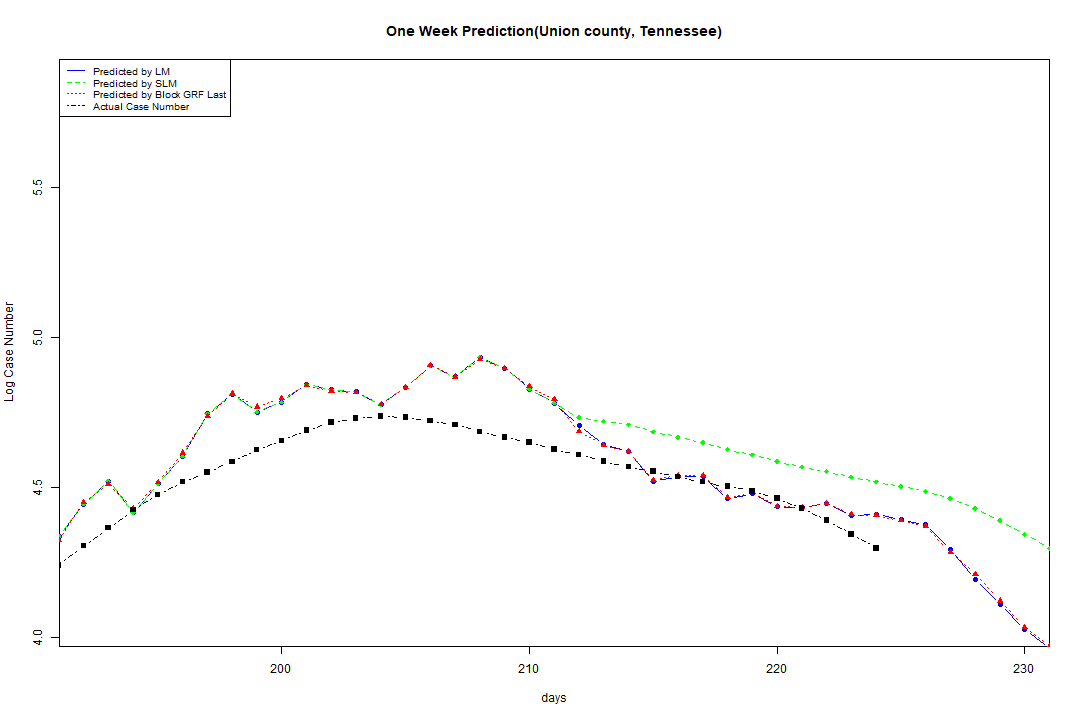 One Week Prediction(Union county, Tennessee)
Predicted by LM
Predicted by SLM
Predicted by Block GRF Last
Actual Case Number
5.5
5.0
4.5
4.0
Log Case Number
200
210
220
230
days